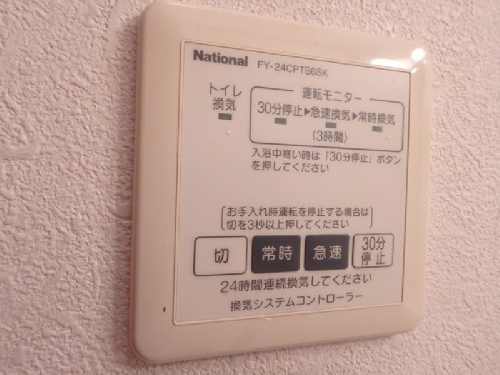 National FY-24CPTS6SK
トイレ
換気
運転モニター
30分停止▶急速換気▶常時換気
(3時間)
入浴中寒い時は「30分停止」ボタン
を押してください
お手入れ時運転を停止する場合は
切を3秒以上押してください
切 常時 急速 30分
停止
24時間連続換気してください
換気システムコントローラー